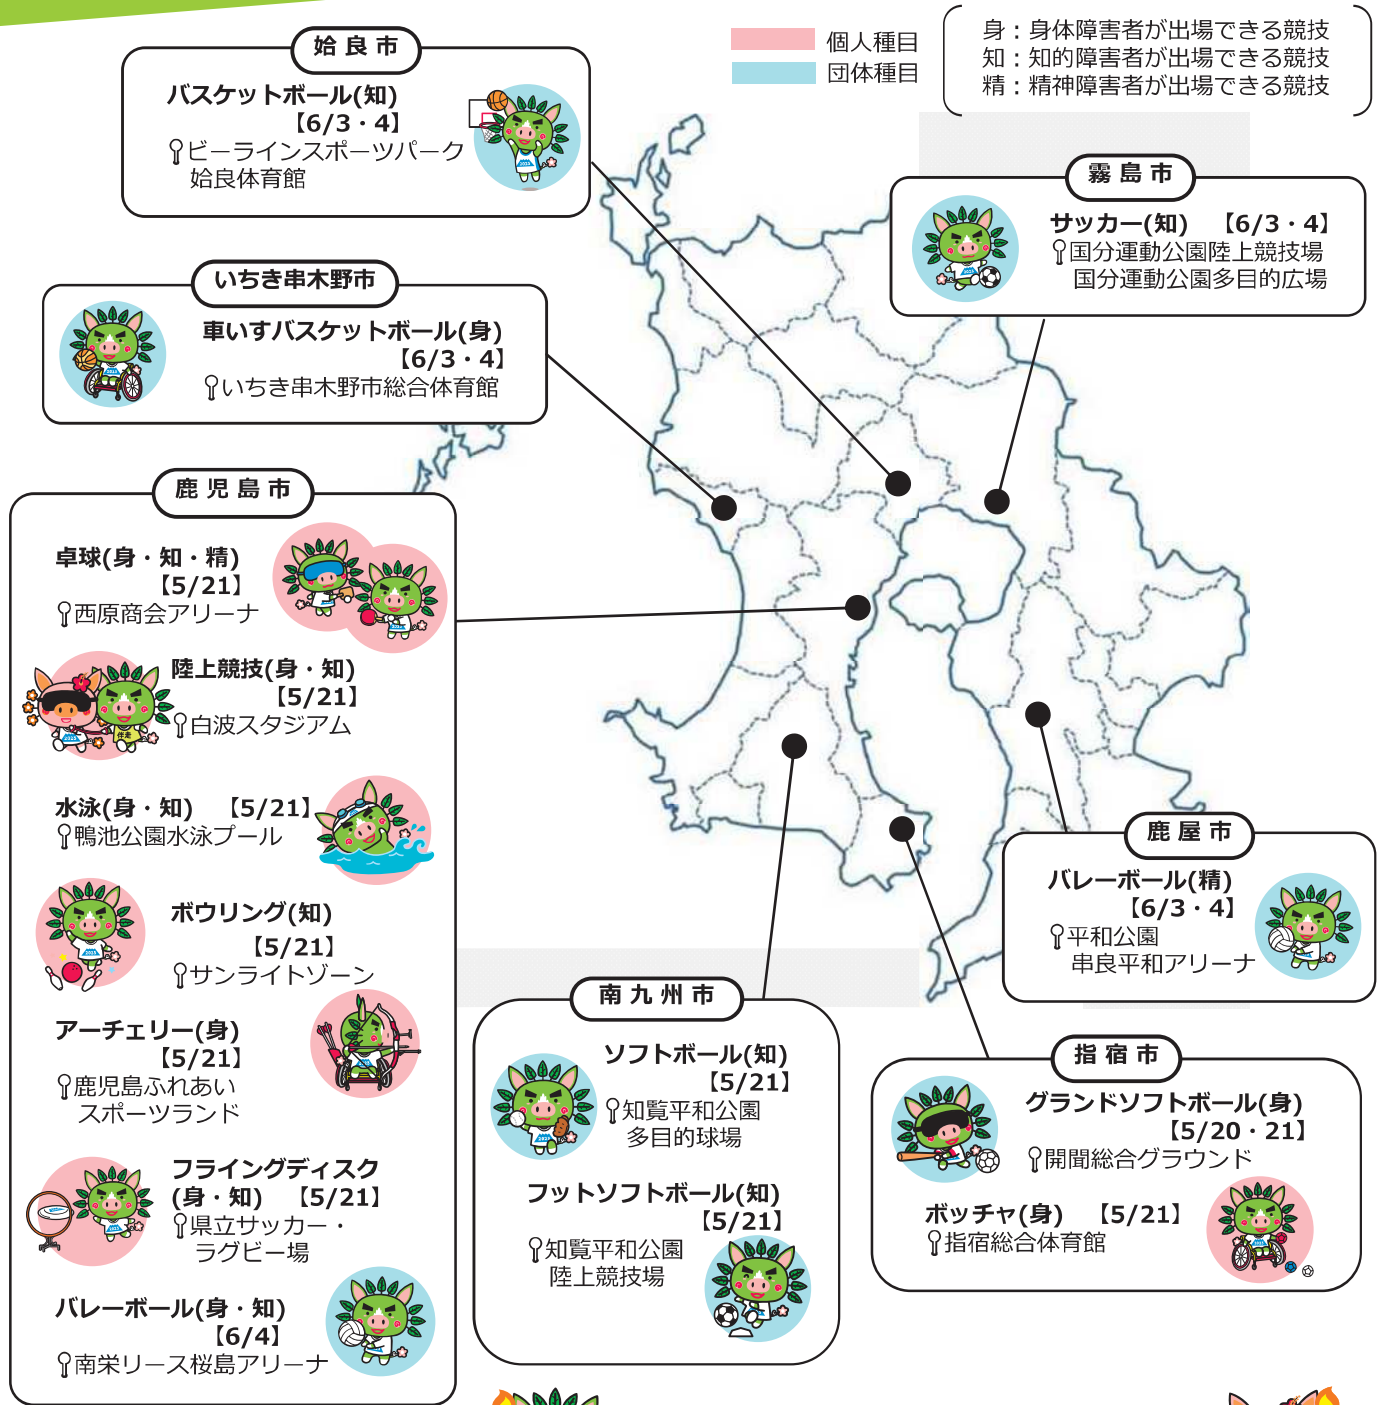 個人種目
団体種目
身：身体障害者が出場できる競技
知：知的障害者が出場できる競技
精：精神障害者が出場できる競技
姶良市
バスケットボール(知)
【6/3・4】
ビーラインスポーツパーク
姶良体育館
霧島市
サッカー(知) 【6/3・4】
国分運動公園陸上競技場
国分運動公園多目的広場
いちき串木野市
車いすバスケットボール(身)
【6/3・4】
いちき串木野市総合体育館
鹿児島市
卓球(身・知・精)
【5/21】
西原商会アリーナ
陸上競技(身・知)
【5/21】
白波スタジアム
伴走
水泳(身・知) 【5/21】
鴨池公園水泳プール
ボウリング(知)
【5/21】
サンライトゾーン
アーチェリー(身)
【5/21】
鹿児島ふれあい
スポーツランド
フライングディスク
(身・知) 【5/21】
県立サッカー・
ラグビー場
バレーボール(身・知)
【6/4】
南栄リース桜島アリーナ
鹿屋市
バレーボール(精)
【6/3・4】
平和公園
串良平和アリーナ
南九州市
ソフトボール(知)
【5/21】
知覧平和公園
多目的球場
フットソフトボール(知)
【5/21】
知覧平和公園
陸上競技場
指宿市
グランドソフトボール(身)
【5/20・21】
開聞総合グラウンド
ボッチャ(身) 【5/21】
指宿総合体育館